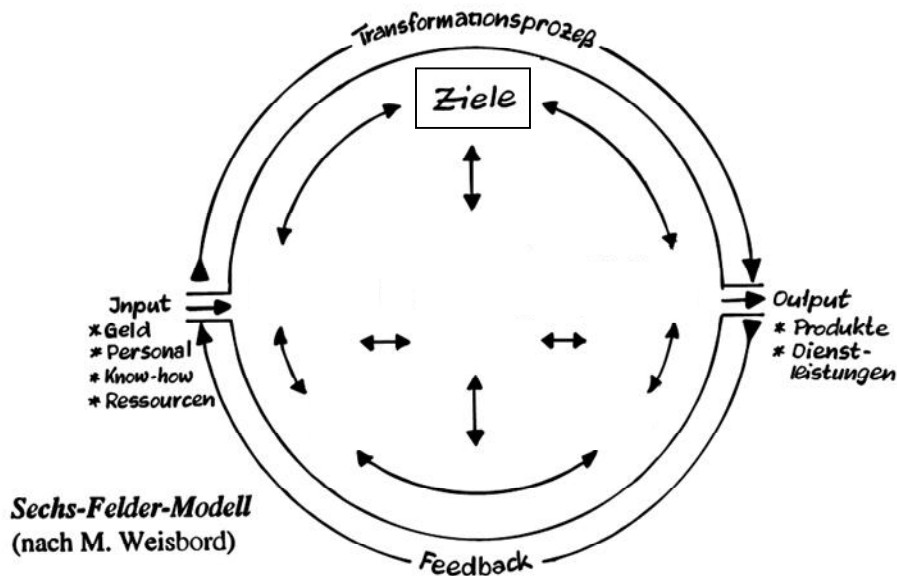 Transformationsprozeß
Ziele
Input
* Geld
* Personal
* Know-how
* Ressourcen
Output
* Produkte
* Dienst-
leistungen
Sechs-Felder-Modell
(nach M. Weisbord)
Feedback